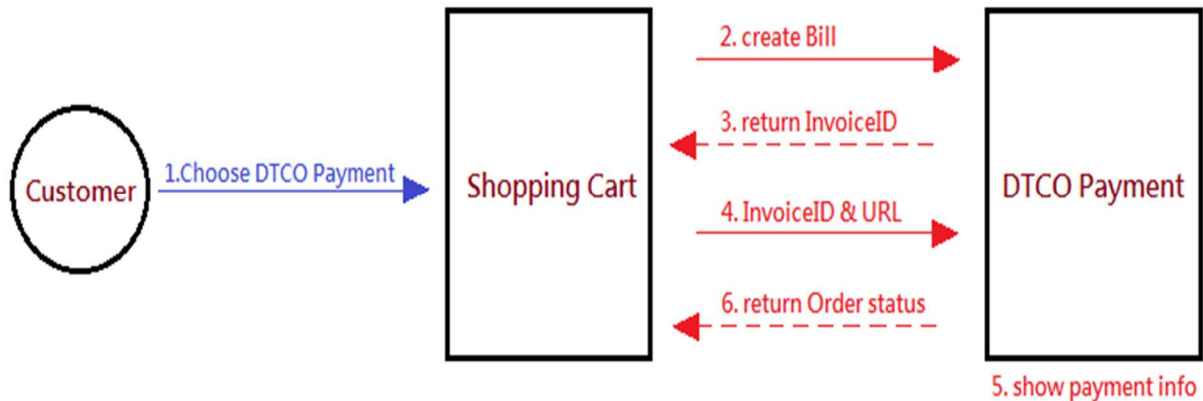 2. create Bill
3. return InvoiceID
1.Choose DTCO Payment
Customer
Shopping Cart
DTCO Payment
4. InvoiceID & URL
6. return Order status
5. show payment info